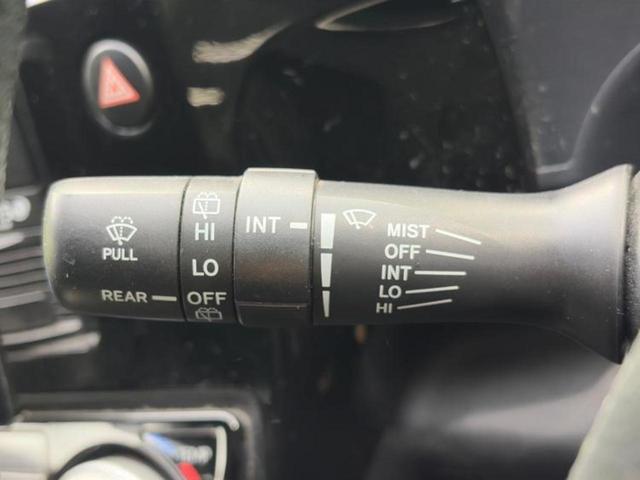 PULL
REAR
HI
LO
OFF
INT
MIST
OFF
INT
LO
HI